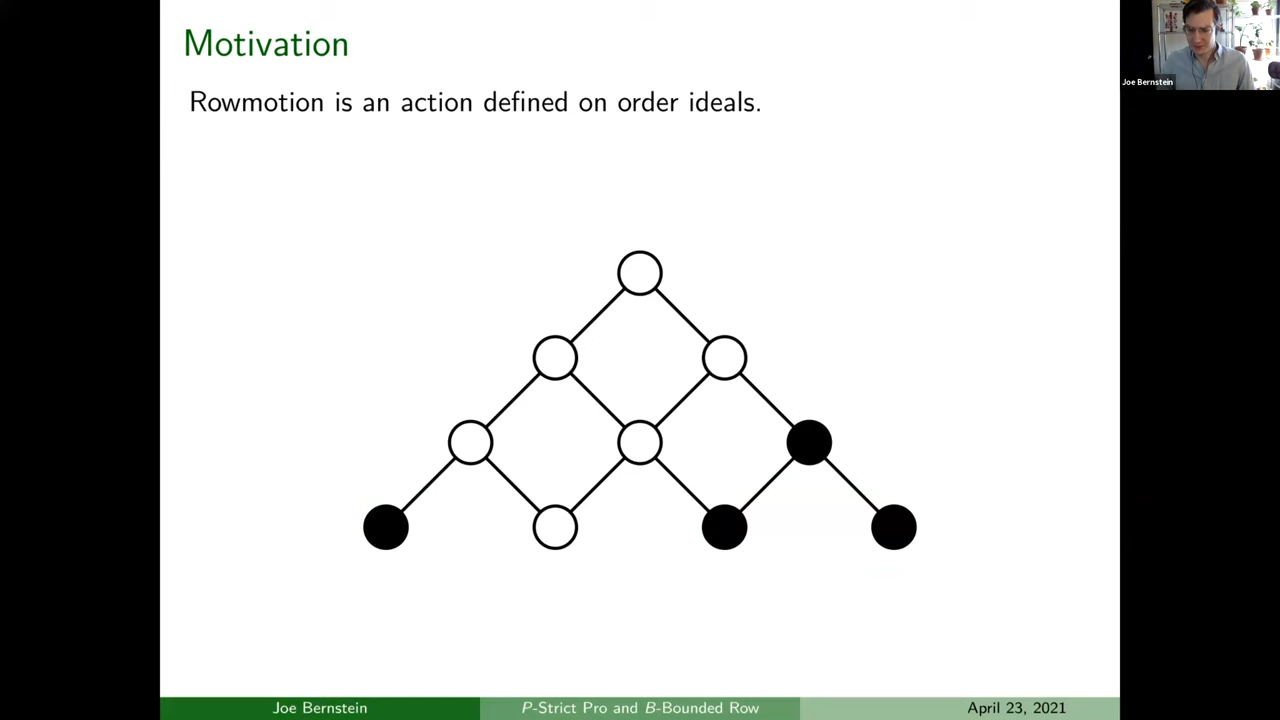 Motivation
Rowmotion is an action defined on order ideals.
Joe Bernstein
Joe Bernstein
P-Strict Pro and B-Bounded Row
April 23, 2021